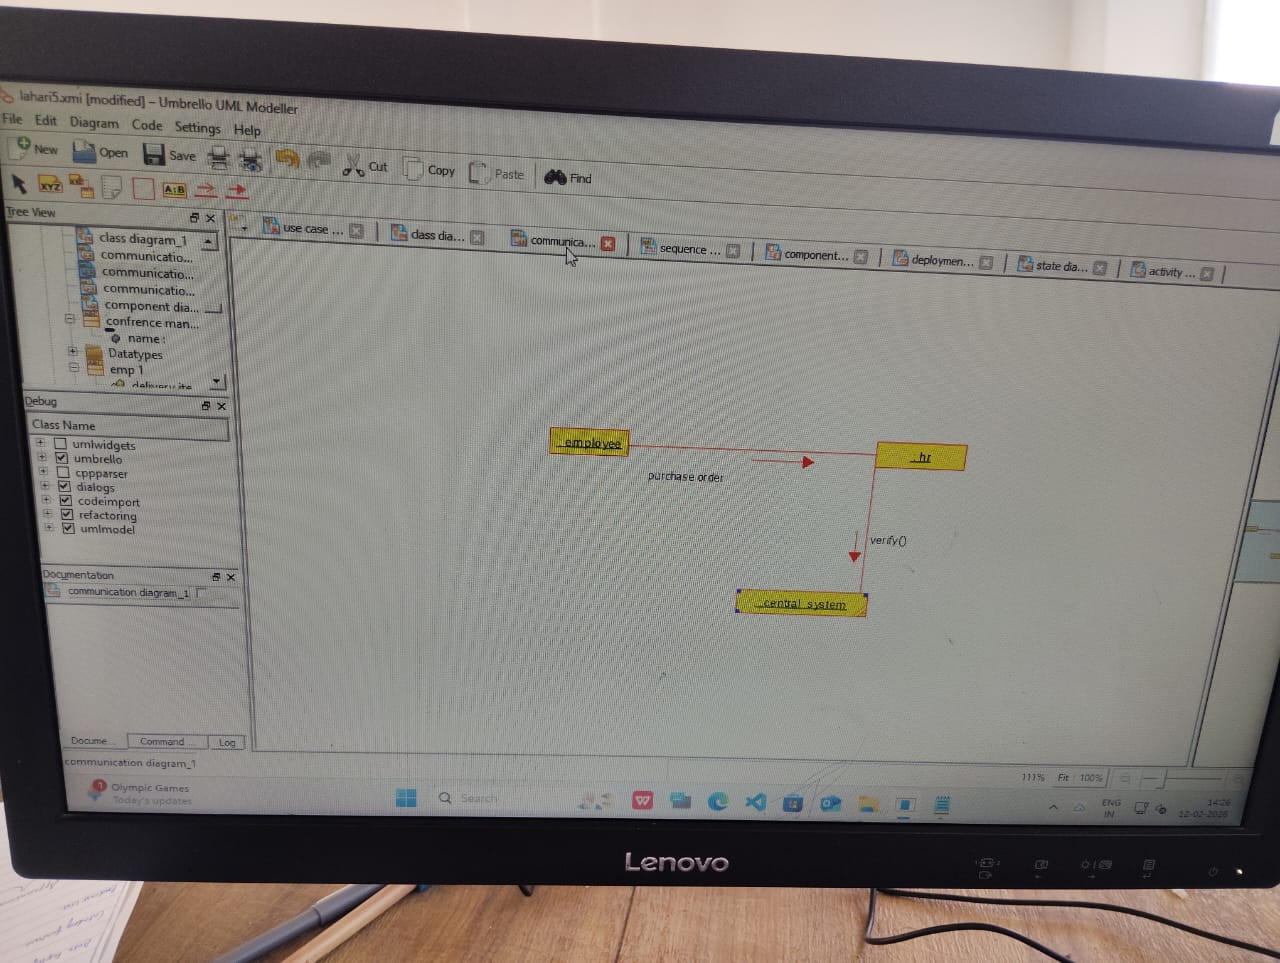 lahari5.xmi [modified] – Umbrello UML Modeller
File Edit Diagram Code Settings Help
New Open Save Cut Copy Paste Find
XYZ A:B
Tree View
use case ... class dia... communica... sequence ... component... deploymen... state dia... activity ...
class diagram_1
communicatio...
communicatio...
communicatio...
component dia...
confrence man...
name :
Datatypes
emp 1
delivery ite
Debug
Class Name
umlwidgets
umbrello
cppparser
dialogs
codeimport
refactoring
umlmodel
Documentation
communication diagram_1
Docume... Command ... Log
communication diagram_1
: employee
: hr
purchase order
verify()
: central system
111% Fit 100%
1 Olympic Games
Today's updates
Search
ENG
IN
14:26
12-02-2026
Lenovo